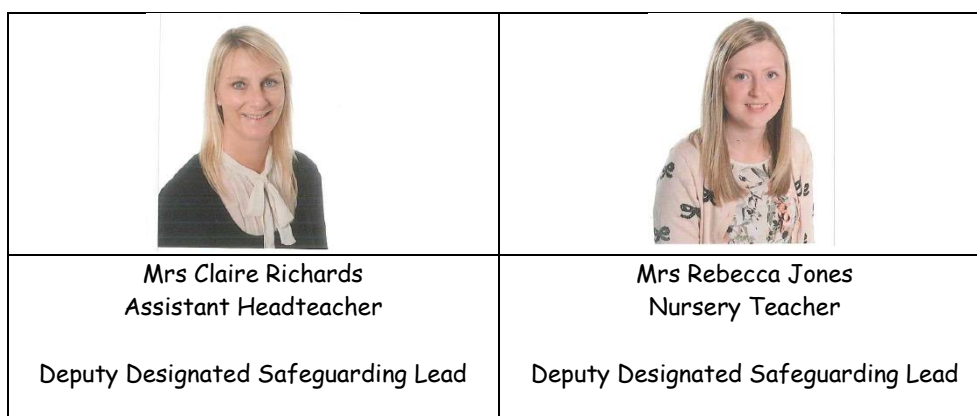 Mrs Claire Richards
Assistant Headteacher
Deputy Designated Safeguarding Lead
Mrs Rebecca Jones
Nursery Teacher
Deputy Designated Safeguarding Lead